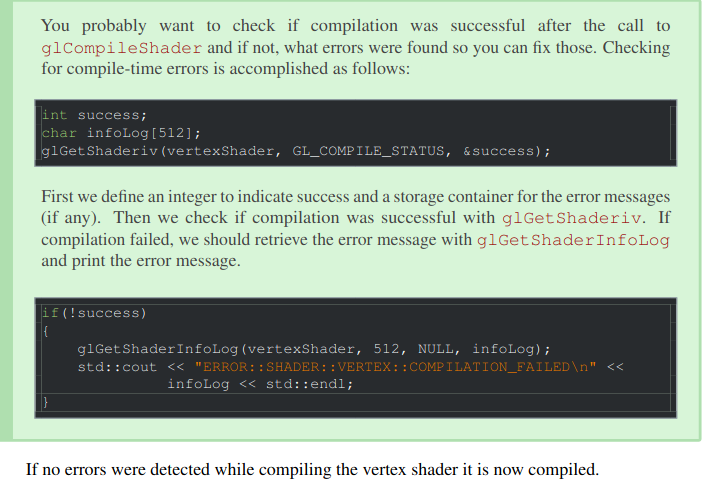 You probably want to check if compilation was successful after the call to
glCompileShader and if not, what errors were found so you can fix those. Checking
for compile-time errors is accomplished as follows:
int success;
char infoLog[512];
glGetShaderiv(vertexShader, GL_COMPILE_STATUS, &success);
First we define an integer to indicate success and a storage container for the error messages
(if any). Then we check if compilation was successful with glGetShaderiv. If
compilation failed, we should retrieve the error message with glGetShaderInfoLog
and print the error message.
if(!success)
{
    glGetShaderInfoLog(vertexShader, 512, NULL, infoLog);
    std::cout << "ERROR::SHADER::VERTEX::COMPILATION_FAILED\n" <<
              infoLog << std::endl;
}
If no errors were detected while compiling the vertex shader it is now compiled.